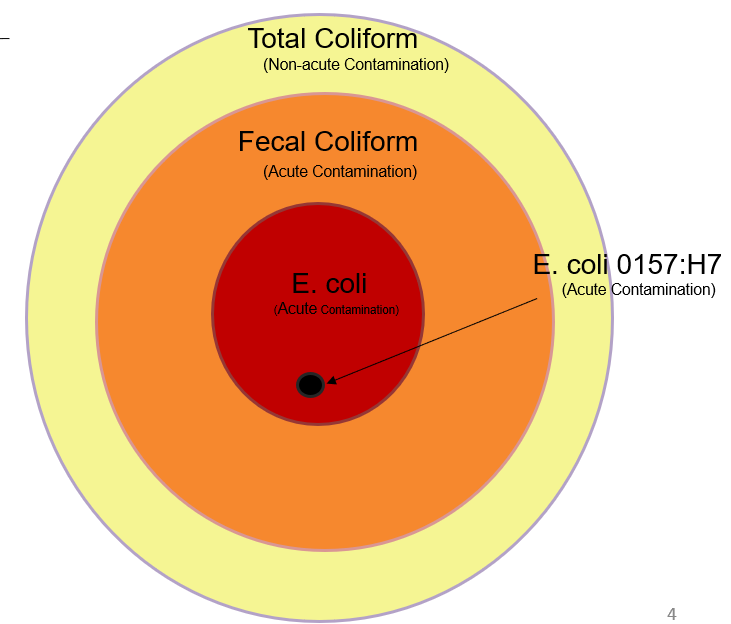 Total Coliform
(Non-acute Contamination)
Fecal Coliform
(Acute Contamination)
E. coli 0157:H7
(Acute Contamination)
E. coli
(Acute Contamination)
4